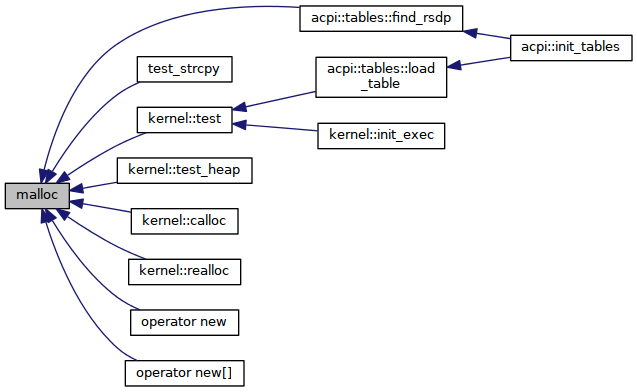 acpi::tables::find_rsdp
acpi::init_tables
test_strcpy
acpi::tables::load
_table
kernel::test
kernel::init_exec
kernel::test_heap
malloc
kernel::calloc
kernel::realloc
operator new
operator new[]